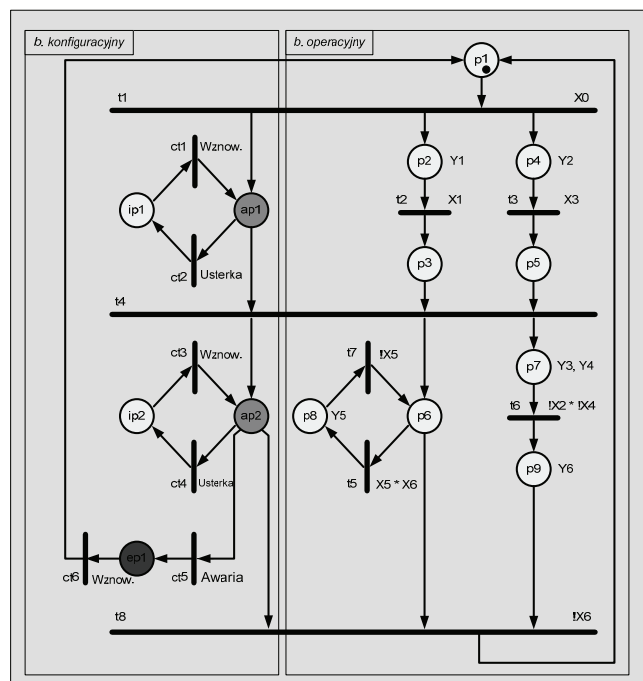 b. konfiguracyjny
b. operacyjny
p1
t1
X0
ct1
Wznow.
p2
Y1
p4
Y2
ip1
ap1
t2
X1
t3
X3
ct2
Usterka
p3
p5
t4
ct3
Wznow.
t7
!X5
p7
Y3, Y4
ip2
ap2
p8
Y5
p6
t6
!X2 * !X4
ct4
Usterka
t5
X5 * X6
p9
Y6
ep1
ct6
Wznow.
ct5
Awaria
t8
!X6